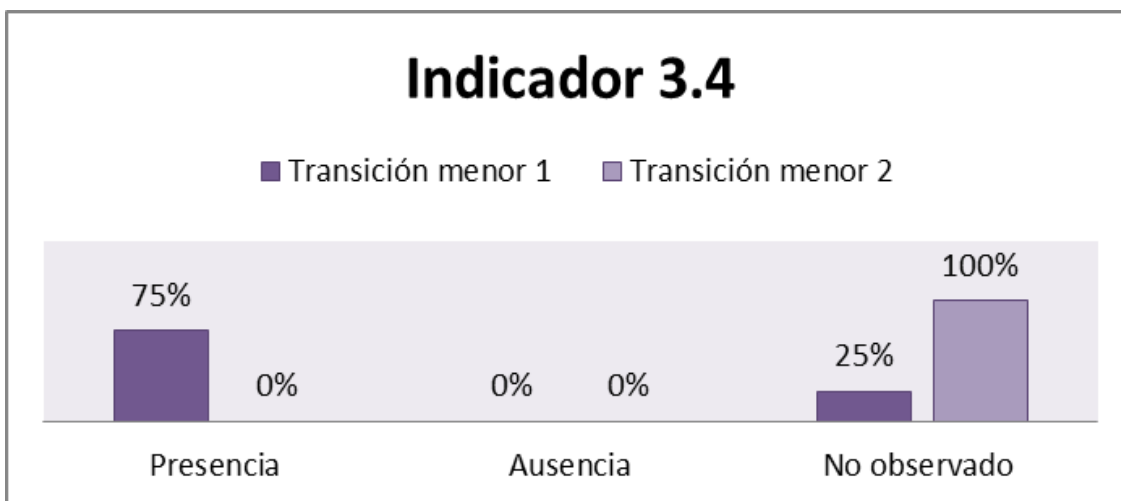 Indicador 3.4
Transición menor 1 Transición menor 2
100%
75%
25%
0% 0% 0%
Presencia Ausencia No observado